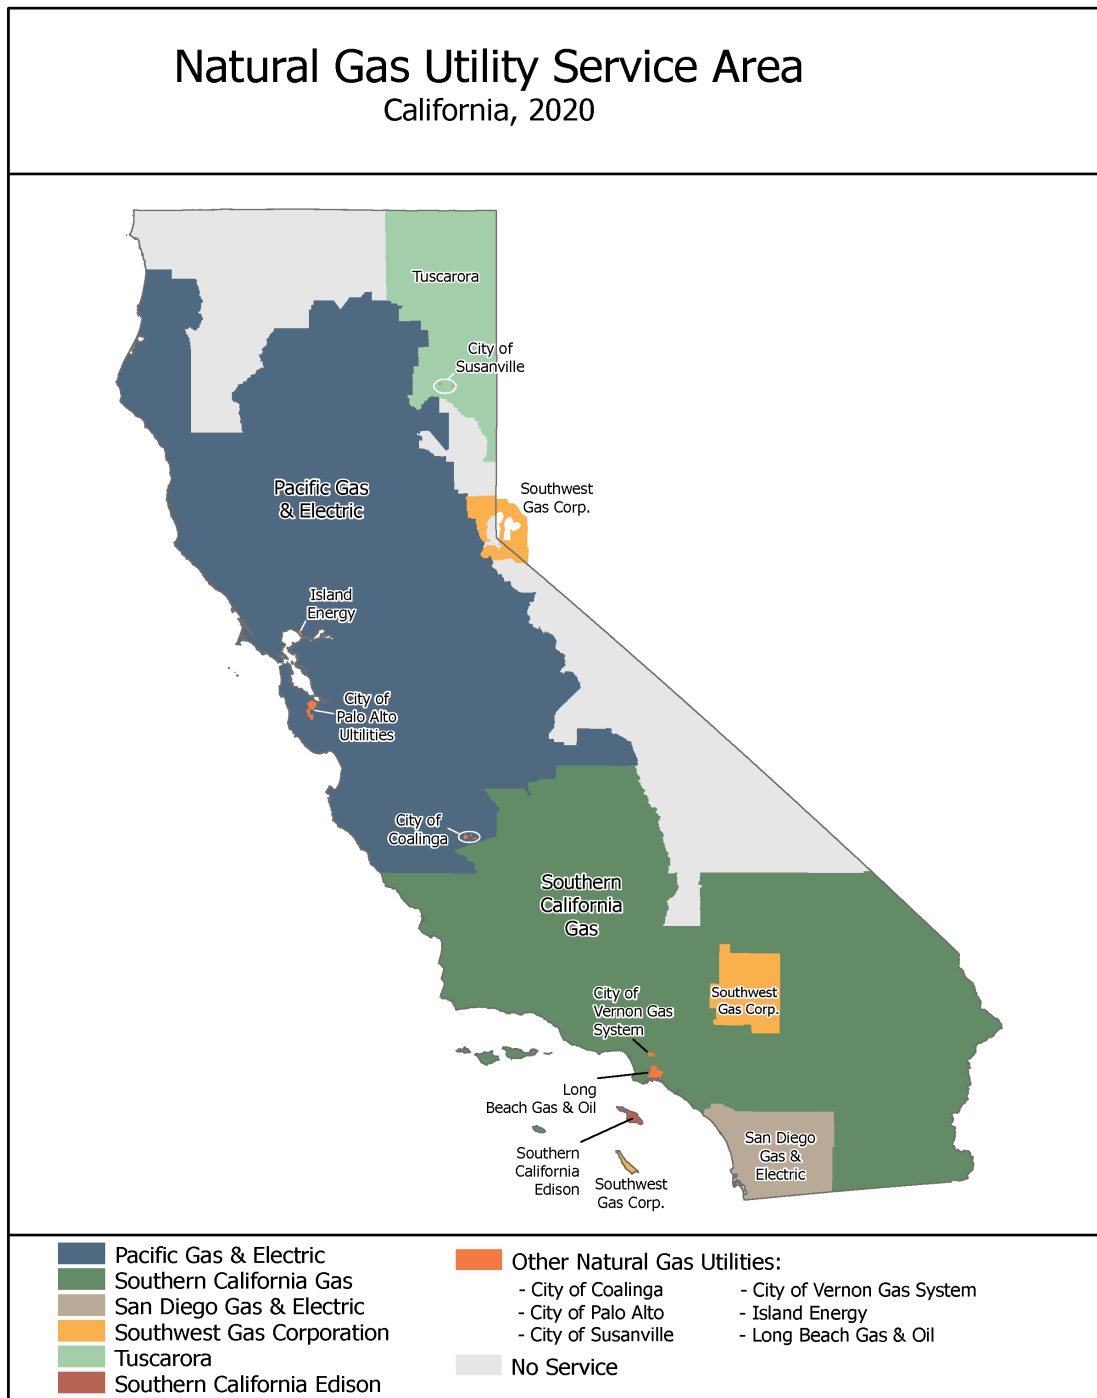 Natural Gas Utility Service Area
California, 2020
Tuscarora
City of
Susanville
Pacific Gas
& Electric
Southwest
Gas Corp.
Island
Energy
City of
Palo Alto
Ultilities
City of
Coalinga
Southern
California
Gas
Southwest
Gas Corp.
City of
Vernon Gas
System
Long
Beach Gas & Oil
Southern
California
Edison
Southwest
Gas Corp.
San Diego
Gas &
Electric
Pacific Gas & Electric
Southern California Gas
San Diego Gas & Electric
Southwest Gas Corporation
Tuscarora
Southern California Edison
Other Natural Gas Utilities:
- City of Coalinga
- City of Palo Alto
- City of Susanville
- City of Vernon Gas System
- Island Energy
- Long Beach Gas & Oil
No Service